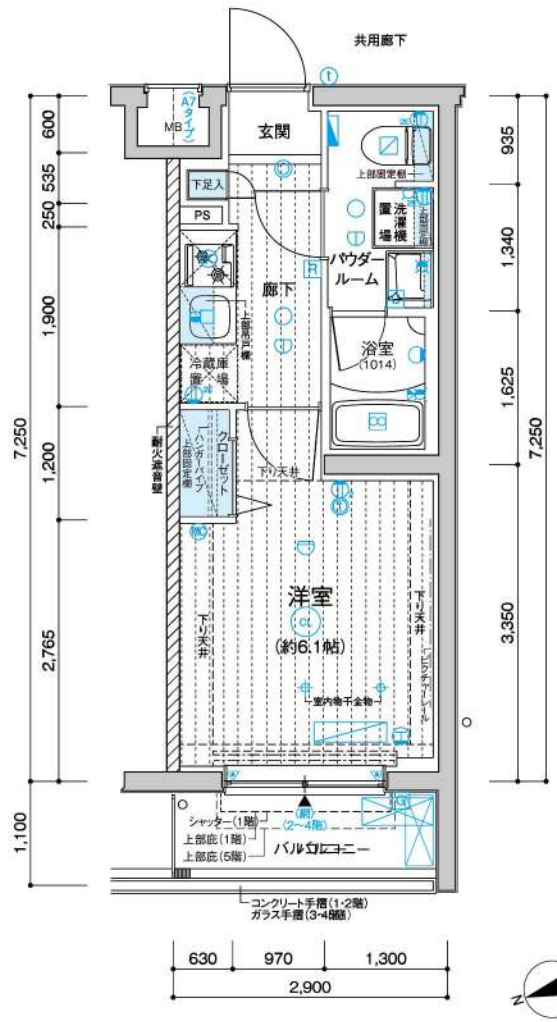 共用廊下
t
(A7タイプ)
MB
玄関
上部固定棚
下足入
PS
洗濯機置場
上部固定棚
パウダールーム
R
廊下
上部吊戸棚
冷蔵庫置場
浴室
(1014)
クローゼット
ハンガーパイプ
上部固定棚
耐火遮音壁
下り天井
洋室
CL
(約6.1帖)
下り天井
下り天井
ピクチャーレール
室内物干金物
シャッター(1階)
(網)
(2〜4階)
上部庇(1階)
上部庇(5階)
バルコニー
G
コンクリート手摺(1・2階)
600
535
250
1,900
1,200
2,765
7,250
1,100
935
1,340
1,625
3,350
7,250
630
970
1,300
2,900
N